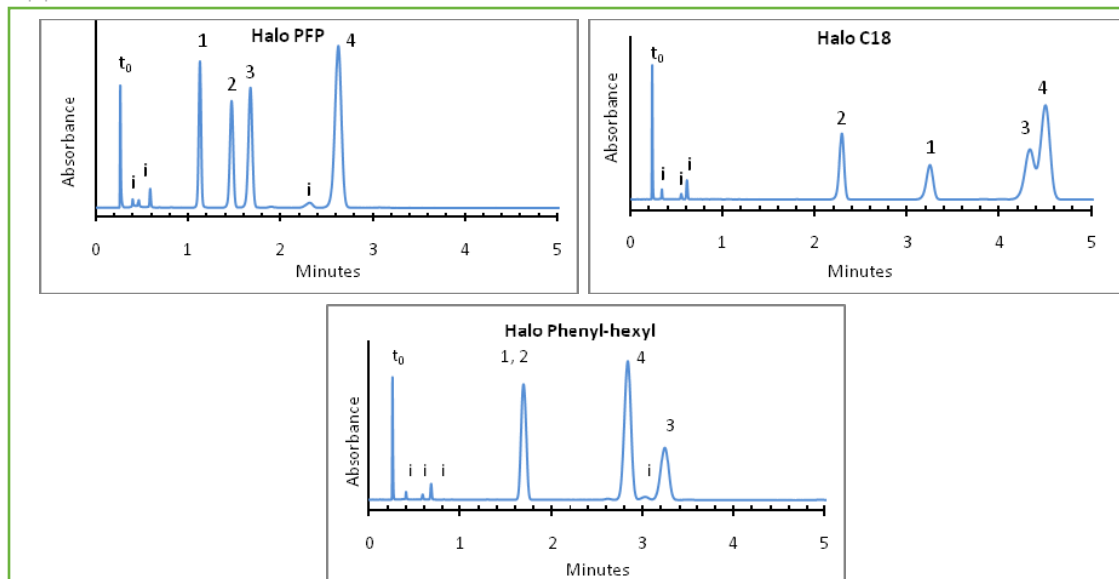 Halo PFP
t0
i
i
1
2
3
i
4
Absorbance
0 1 2 3 4 5
Minutes
Halo C18
t0
i
i
i
2
1
3
4
Absorbance
0 1 2 3 4 5
Minutes
Halo Phenyl-hexyl
t0
i i i
1, 2
4
i
3
Absorbance
0 1 2 3 4 5
Minutes